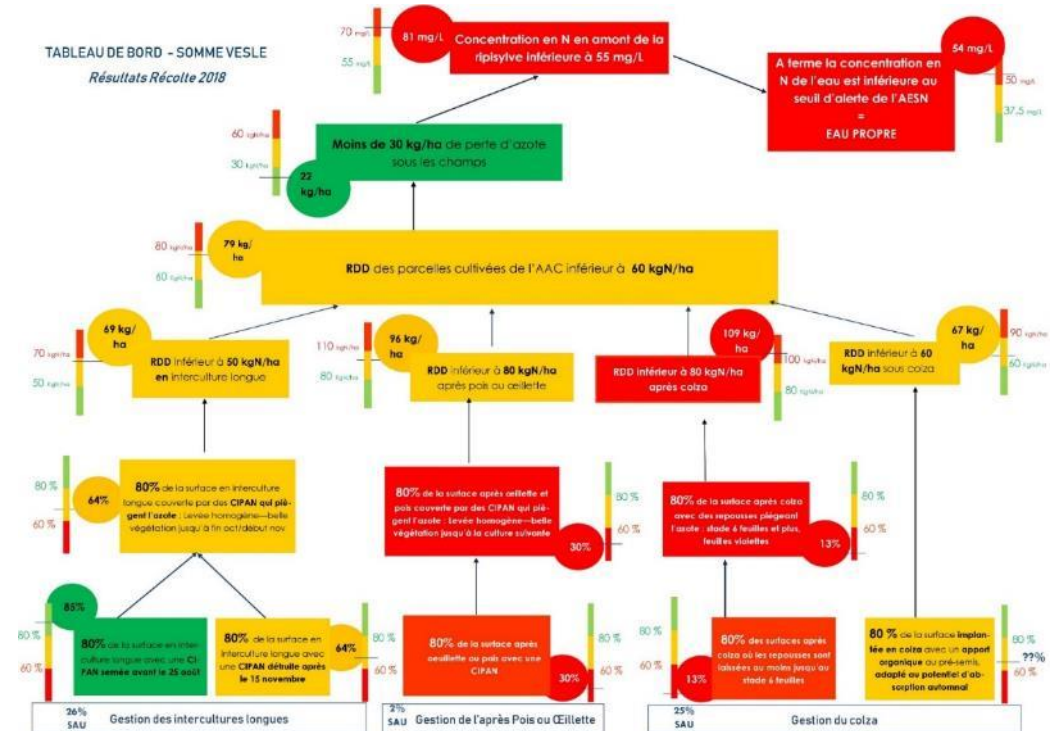 TABLEAU DE BORD - SOMME VESLE
Résultats Récolte 2018
70 mg/L
55 mg/L
81 mg/L
Concentration en N en amont de la
ripisylve inférieure à 55 mg/L
54 mg/L
A terme la concentration en
N de l'eau est inférieure au
seuil d'alerte de l'AESN
=
EAU PROPRE
50 mg/L
37,5 mg/L
60 kgN/ha
30 kgN/ha
Moins de 30 kg/ha de perte d'azote
sous les champs
22
kg/ha
80 kgN/ha
60 kgN/ha
79 kg/
ha
RDD des parcelles cultivées de l'AAC inférieur à 60 kgN/ha
70 kgN/ha
50 kgN/ha
69 kg/
ha
RDD inférieur à 50 kgN/ha
en interculture longue
110 kgN/ha
80 kgN/ha
96 kg/
ha
RDD inférieur à 80 kgN/ha
après pois ou œillette
109 kg/
ha
RDD inférieur à 80 kgN/ha
après colza
100 kgN/ha
80 kgN/ha
67 kg/
ha
RDD inférieur à 60
kgN/ha sous colza
90 kgN/ha
60 kgN/ha
80 %
60 %
64%
80% de la surface en interculture
longue couverte par des CIPAN qui piè-
gent l'azote : Levée homogène—belle
végétation jusqu'à fin oct/début nov
80% de la surface après œillette et
pois couverte par des CIPAN qui piè-
gent l'azote : Levée homogène—belle
végétation jusqu'à la culture suivante
30%
80 %
60 %
80% de la surface après colza
avec des repousses piégeant
l'azote : stade 6 feuilles et plus,
feuilles violettes
13%
80 %
60 %
85%
80 %
60 %
80% de la surface en inter-
culture longue avec une CI-
PAN semée avant le 25 août
80% de la surface en
interculture longue avec
une CIPAN détruite après
le 15 novembre
64%
80 %
60 %
80% de la surface après
oeuillette ou pois avec une
CIPAN
30%
80 %
60 %
80 %
60 %
13%
80% des surfaces après
colza où les repousses sont
laissées au moins jusqu'au
stade 6 feuilles
80 % de la surface implan-
tée en colza avec un apport
organique au pré-semis,
adapté au potentiel d'ab-
sorption automnal
80 %
??%
60 %
26%
SAU
Gestion des intercultures longues
2%
SAU
Gestion de l'après Pois ou Œillette
25%
SAU
Gestion du colza